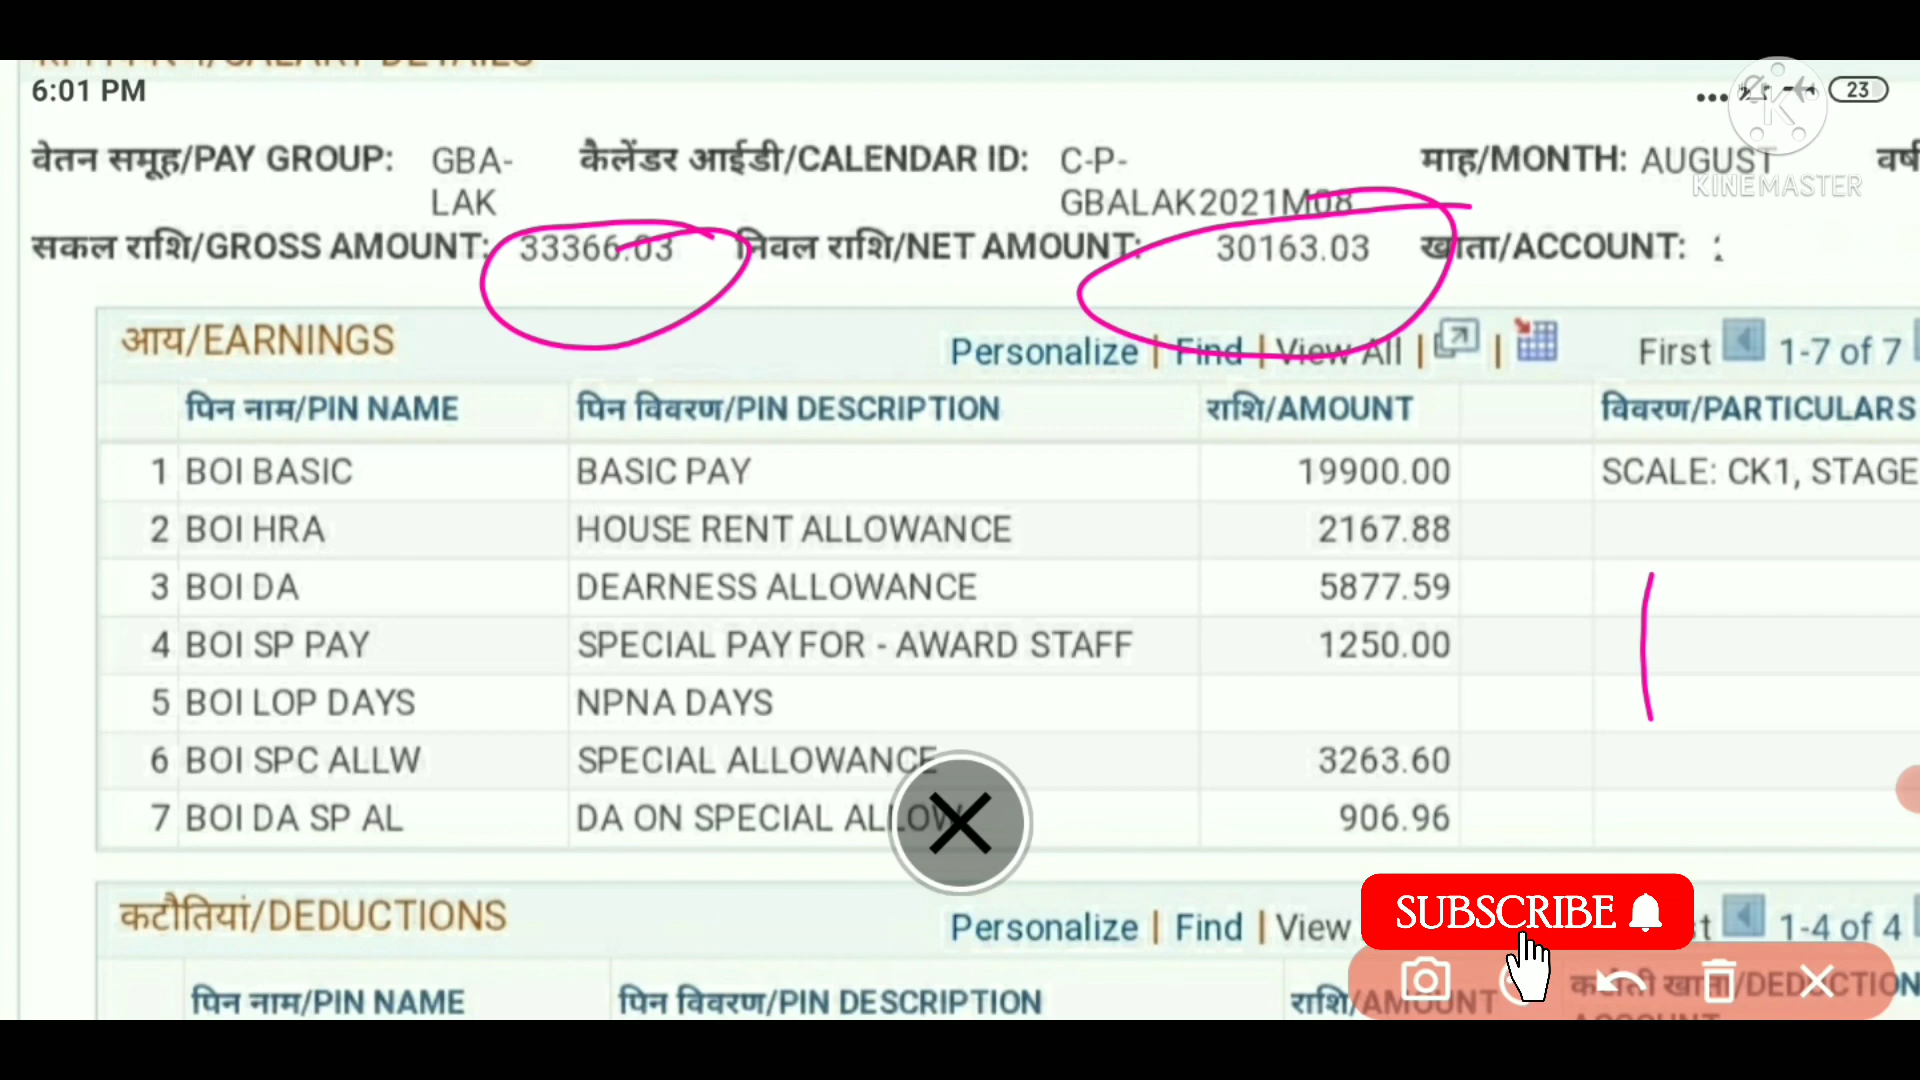 6:01 PM
23
वेतन समूह/PAY GROUP: GBA-LAK कैलेंडर आईडी/CALENDAR ID: C-P-GBALAK2021M08 माह/MONTH: AUGUST वर्ष
KINEMASTER
सकल राशि/GROSS AMOUNT: 33366.03 निवल राशि/NET AMOUNT: 30163.03 खाता/ACCOUNT:
आय/EARNINGS Personalize | Find | View All | | First 1-7 of 7
पिन नाम/PIN NAME पिन विवरण/PIN DESCRIPTION राशि/AMOUNT विवरण/PARTICULARS
1 BOI BASIC BASIC PAY 19900.00 SCALE: CK1, STAGE
2 BOI HRA HOUSE RENT ALLOWANCE 2167.88
3 BOI DA DEARNESS ALLOWANCE 5877.59
4 BOI SP PAY SPECIAL PAY FOR - AWARD STAFF 1250.00
5 BOI LOP DAYS NPNA DAYS
6 BOI SPC ALLW SPECIAL ALLOWANCE 3263.60
7 BOI DA SP AL DA ON SPECIAL ALLOW 906.96
SUBSCRIBE
कटौतियां/DEDUCTIONS Personalize | Find | View 1-4 of 4
पिन नाम/PIN NAME पिन विवरण/PIN DESCRIPTION राशि/AMOUNT कटौती खाता/DEDUCTION